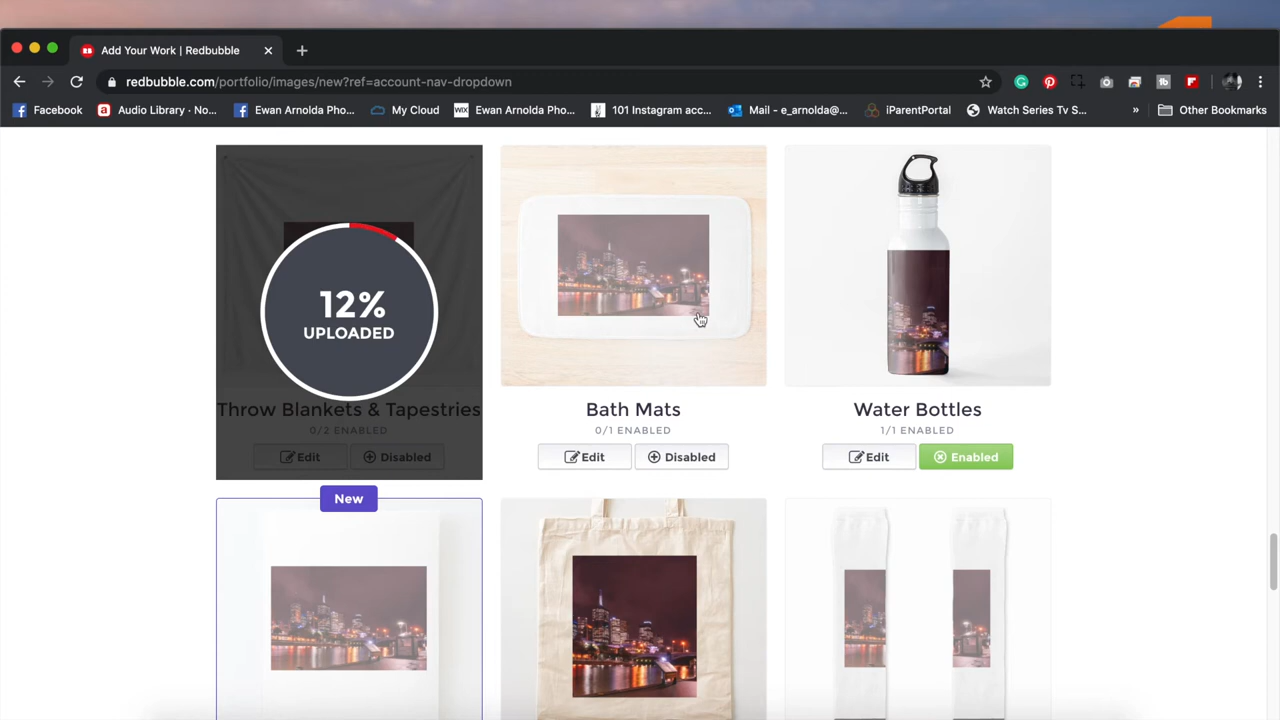 Add Your Work | Redbubble
redbubble.com/portfolio/images/new?ref=account-nav-dropdown
Facebook
Audio Library · No...
Ewan Arnolda Pho...
My Cloud
WIX
Ewan Arnolda Pho...
101 Instagram acc...
Mail - e_arnolda@...
iParentPortal
Watch Series Tv S...
»
Other Bookmarks
12%
UPLOADED
Throw Blankets & Tapestries
0/2 ENABLED
Edit
Disabled
Bath Mats
0/1 ENABLED
Edit
Disabled
Water Bottles
1/1 ENABLED
Edit
Enabled
New